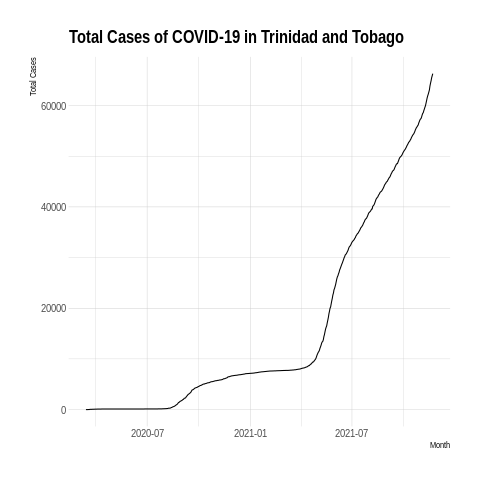 Total Cases of COVID-19 in Trinidad and Tobago
Total Cases
60000
40000
20000
0
2020-07 2021-01 2021-07
Month